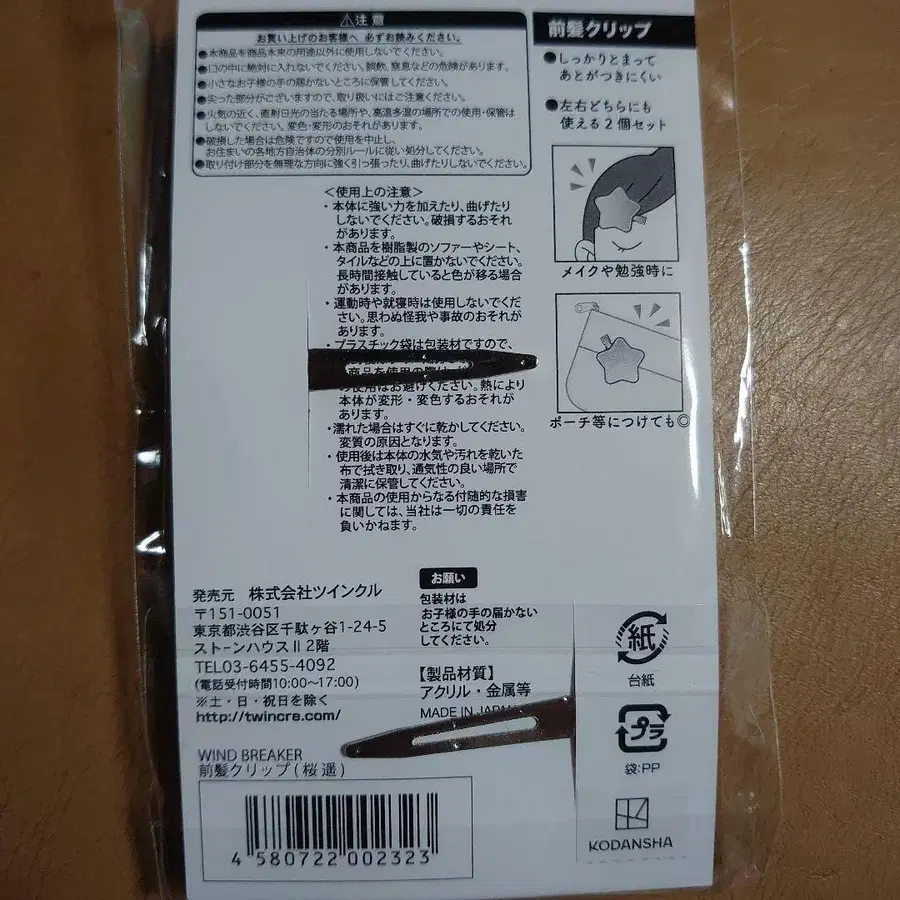 ⚠注意
お買い上げのお客様へ 必ずお読みください。
●本商品を商品本来の用途以外に使用しないでください。
●口の中に絶対に入れないでください。誤飲、窒息などの危険があります。
●小さなお子様の手の届かないところに保管してください。
●尖った部分がございますので、取り扱いにはご注意ください。
●火気の近く、直射日光の当たる場所や、高温多湿の場所での使用・保管は
しないでください。変色・変形のおそれがあります。
●破損した場合は危険ですので使用を中止し、
お住まいの各地方自治体の分別ルールに従い処分してください。
●取り付け部分を無理な方向に強く引っ張ったり、曲げたりしないでください。
前髪クリップ
●しっかりとまって
あとがつきにくい
●左右どちらにも
使える2個セット
メイクや勉強時に
ポーチ等につけても◎
<使用上の注意>
・本体に強い力を加えたり、曲げたり
しないでください。破損するおそれ
があります。
・本商品を樹脂製のソファーやシート、
タイルなどの上に置かないでください。
長時間接触していると色が移る場合
があります。
・運動時や就寝時は使用しないでくだ
さい。思わぬ怪我や事故のおそれが
あります。
・プラスチック袋は包装材ですので、
商品を使用の際は
の使用はお避けください。熱により
本体が変形・変色するおそれがあ
ります。
・濡れた場合はすぐに乾かしてください。
変質の原因となります。
・使用後は本体の水気や汚れを乾いた
布で拭き取り、通気性の良い場所で
清潔に保管してください。
・本商品の使用からなる付随的な損害
に関しては、当社は一切の責任を
負いかねます。
発売元 株式会社ツインクル
〒151-0051
東京都渋谷区千駄ヶ谷1-24-5
ストーンハウスⅡ2階
TEL03-6455-4092
(電話受付時間10:00〜17:00)
※土・日・祝日を除く
http://twincre.com/
お願い
包装材は
お子様の手の届かない
ところにて処分
してください。
【製品材質】
アクリル・金属等
MADE IN JAPAN
紙
台紙
プラ
袋:PP
KODANSHA
WIND BREAKER
前髪クリップ(桜遥)
4 580722 002323